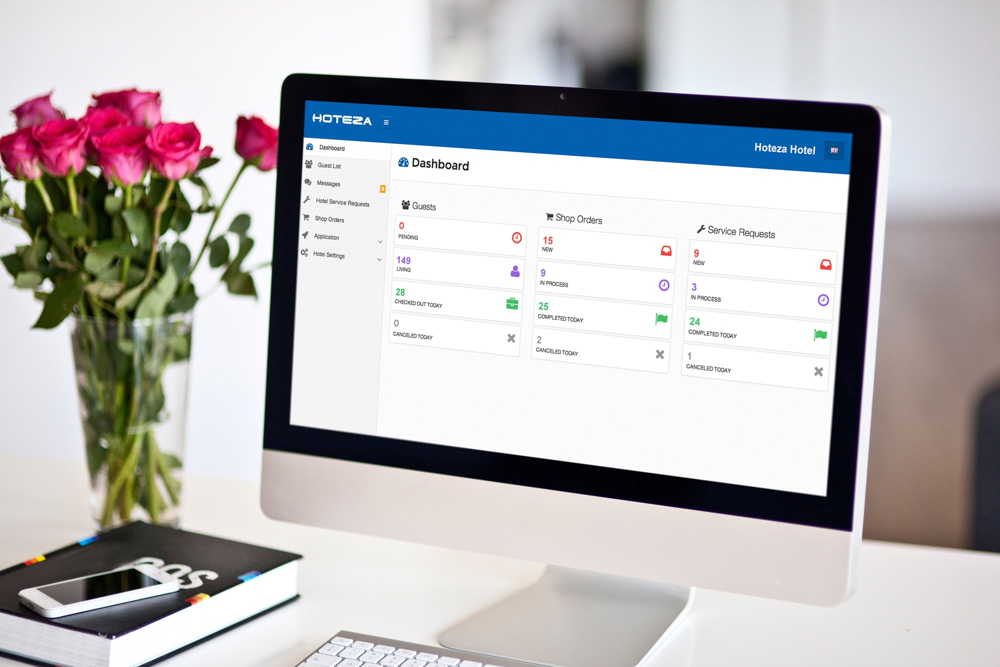 HOTEZA
Hoteza Hotel
Dashboard
Guest List
Messages
0
Hotel Service Requests
Shop Orders
Application
Hotel Settings
Dashboard
Guests
0
PENDING
149
LIVING
28
CHECKED OUT TODAY
0
CANCELED TODAY
Shop Orders
15
NEW
9
IN PROCESS
25
COMPLETED TODAY
2
CANCELED TODAY
Service Requests
9
NEW
3
IN PROCESS
24
COMPLETED TODAY
1
CANCELED TODAY